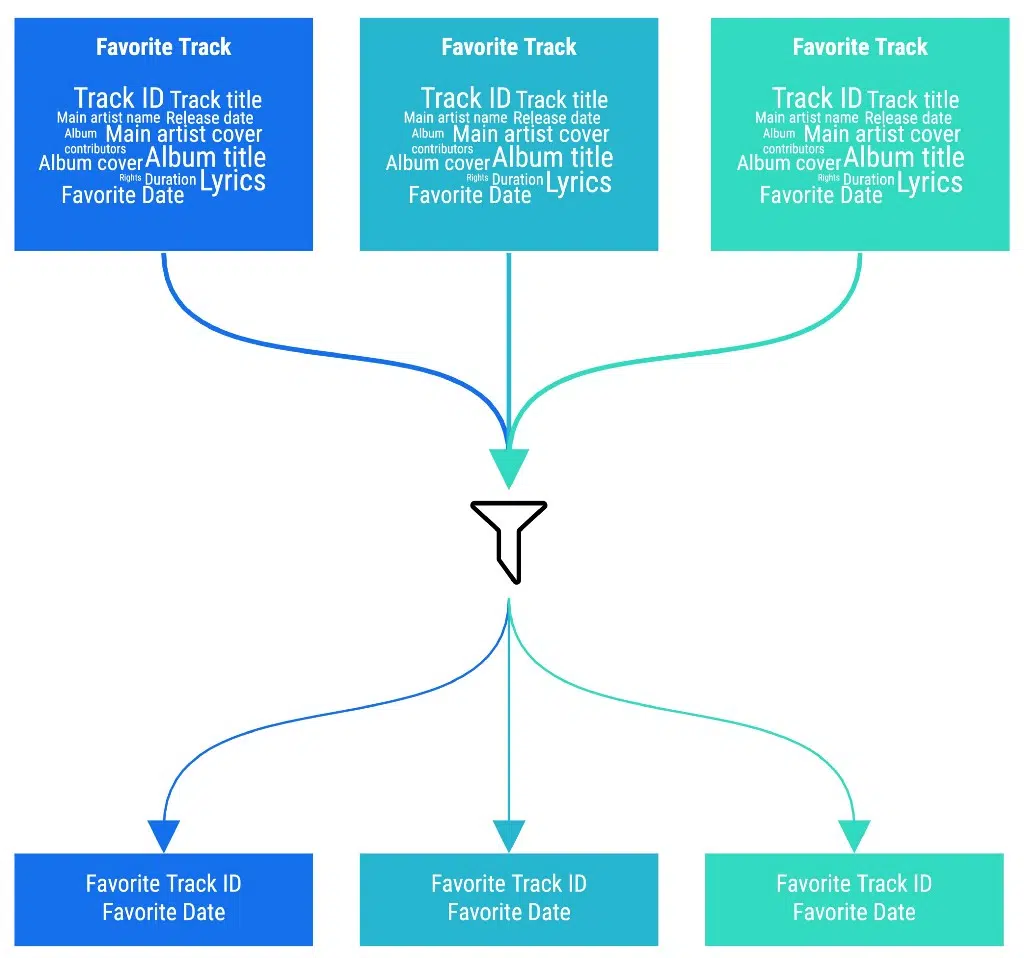 Favorite Track
Track ID Track title
Main artist name Release date
Album Main artist cover
contributors
Album cover Album title
Rights Duration Lyrics
Favorite Date
Favorite Track
Track ID Track title
Main artist name Release date
Album Main artist cover
contributors
Album cover Album title
Rights Duration Lyrics
Favorite Date
Favorite Track
Track ID Track title
Main artist name Release date
Album Main artist cover
contributors
Album cover Album title
Rights Duration Lyrics
Favorite Date
Favorite Track ID
Favorite Date
Favorite Track ID
Favorite Date
Favorite Track ID
Favorite Date